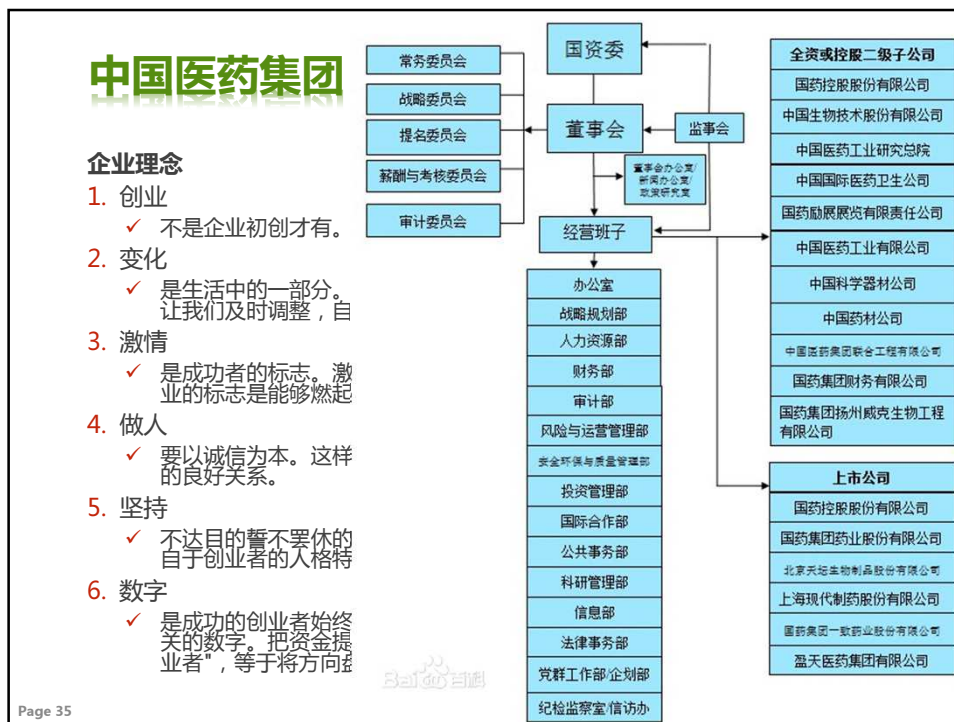 中国医药集团
企业理念
1. 创业
✓ 不是企业初创才有。
2. 变化
✓ 是生活中的一部分。
让我们及时调整，自
3. 激情
✓ 是成功者的标志。激
业的标志是能够燃起
4. 做人
✓ 要以诚信为本。这样
的良好关系。
5. 坚持
✓ 不达目的誓不罢休的
自于创业者的人格特
6. 数字
✓ 是成功的创业者始终
关的数字。把资金提
业者"，等于将方向盘
常务委员会
战略委员会
提名委员会
薪酬与考核委员会
审计委员会
国资委
董事会
监事会
董事会办公室/
新闻办公室/
政策研究室
经营班子
办公室
战略规划部
人力资源部
财务部
审计部
风险与运营管理部
安全环保与质量管理部
投资管理部
国际合作部
公共事务部
科研管理部
信息部
法律事务部
党群工作部/企划部
纪检监察室/信访办
全资或控股二级子公司
国药控股股份有限公司
中国生物技术股份有限公司
中国医药工业研究总院
中国国际医药卫生公司
国药励展展览有限责任公司
中国医药工业有限公司
中国科学器材公司
中国药材公司
中国医药集团联合工程有限公司
国药集团财务有限公司
国药集团扬州威克生物工程
有限公司
上市公司
国药控股股份有限公司
国药集团药业股份有限公司
北京天坛生物制品股份有限公司
上海现代制药股份有限公司
国药集团一致药业股份有限公司
盈天医药集团有限公司
Bai百科
Page 35